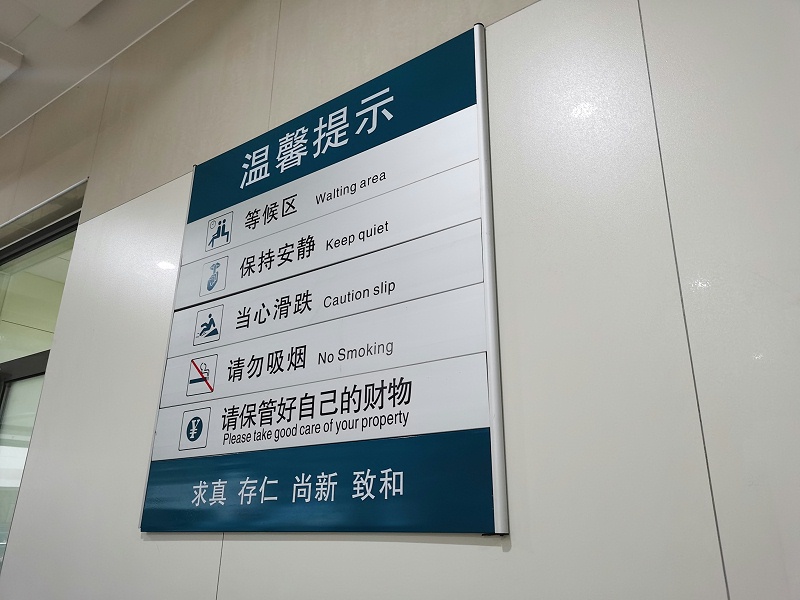 温馨提示
等候区 Walting area
保持安静 Keep quiet
当心滑跌 Caution slip
请勿吸烟 No Smoking
¥ 请保管好自己的财物
Please take good care of your property
求真 存仁 尚新 致和